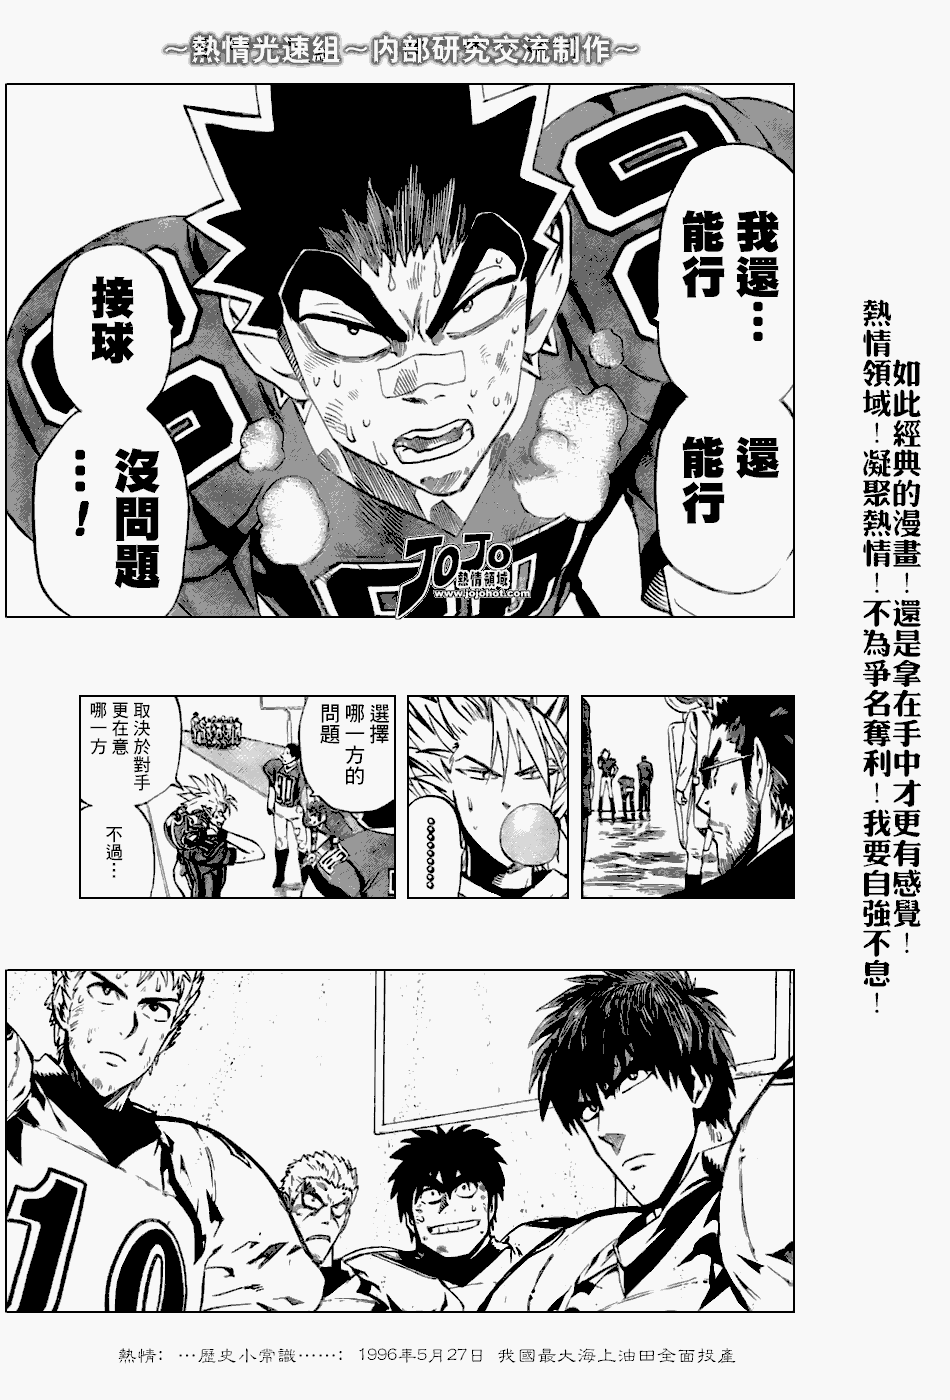 ～熱情光速組～內部研究交流制作～
我還…
能行
還
能行
接球
沒問題
…！
JOJO
熱情領域
www.jojohot.com
選擇
哪一方的
問題
取決於對手
更在意
哪一方
不過…
………
10
如此經典的漫畫！還是拿在手中才更有感覺！
熱情領域！凝聚熱情！不為爭名奪利！我要自強不息！
熱情：…歷史小常識……：1996年5月27日 我國最大海上油田全面投產